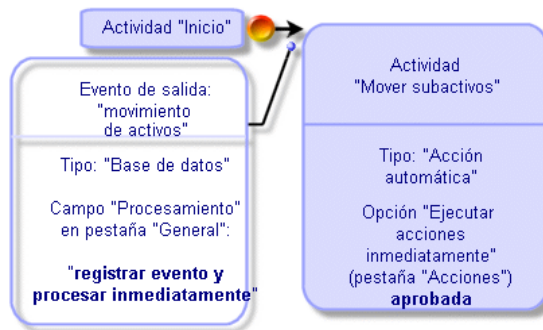 Actividad "Inicio"
Evento de salida:
"movimiento
de activos"
Tipo: "Base de datos"
Campo "Procesamiento"
en pestaña "General":
"registrar evento y
procesar inmediatamente"
Actividad
"Mover subactivos"
Tipo: "Acción
automática"
Opción "Ejecutar
acciones
inmediatamente"
(pestaña "Acciones")
aprobada